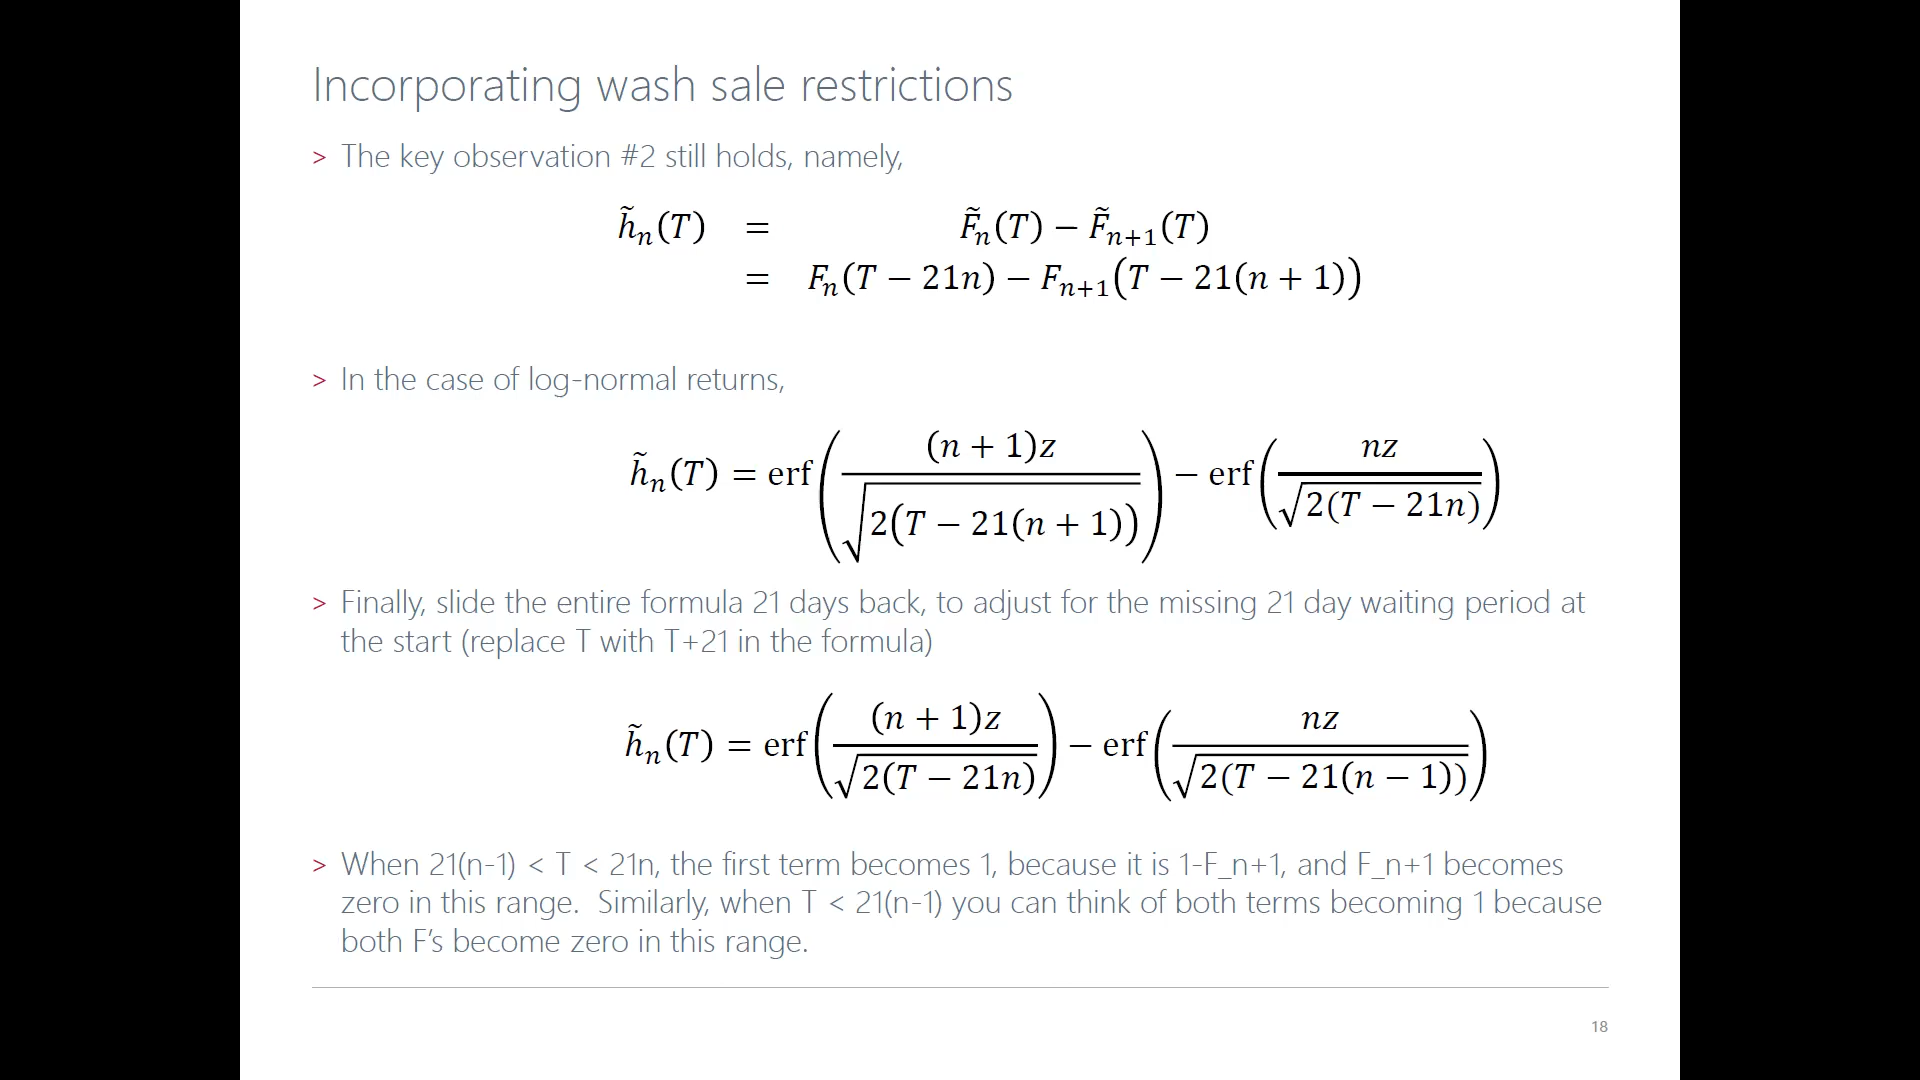 Incorporating wash sale restrictions
> The key observation #2 still holds, namely,
h̃ₙ(T) = F̃ₙ(T) − F̃ₙ₊₁(T)
= Fₙ(T − 21n) − Fₙ₊₁(T − 21(n + 1))
> In the case of log-normal returns,
h̃ₙ(T) = erf((n + 1)z / √(2(T − 21(n + 1)))) − erf(nz / √(2(T − 21n)))
> Finally, slide the entire formula 21 days back, to adjust for the missing 21 day waiting period at
the start (replace T with T+21 in the formula)
h̃ₙ(T) = erf((n + 1)z / √(2(T − 21n))) − erf(nz / √(2(T − 21(n − 1))))
> When 21(n-1) < T < 21n, the first term becomes 1, because it is 1-F_n+1, and F_n+1 becomes
zero in this range.  Similarly, when T < 21(n-1) you can think of both terms becoming 1 because
both F’s become zero in this range.
18